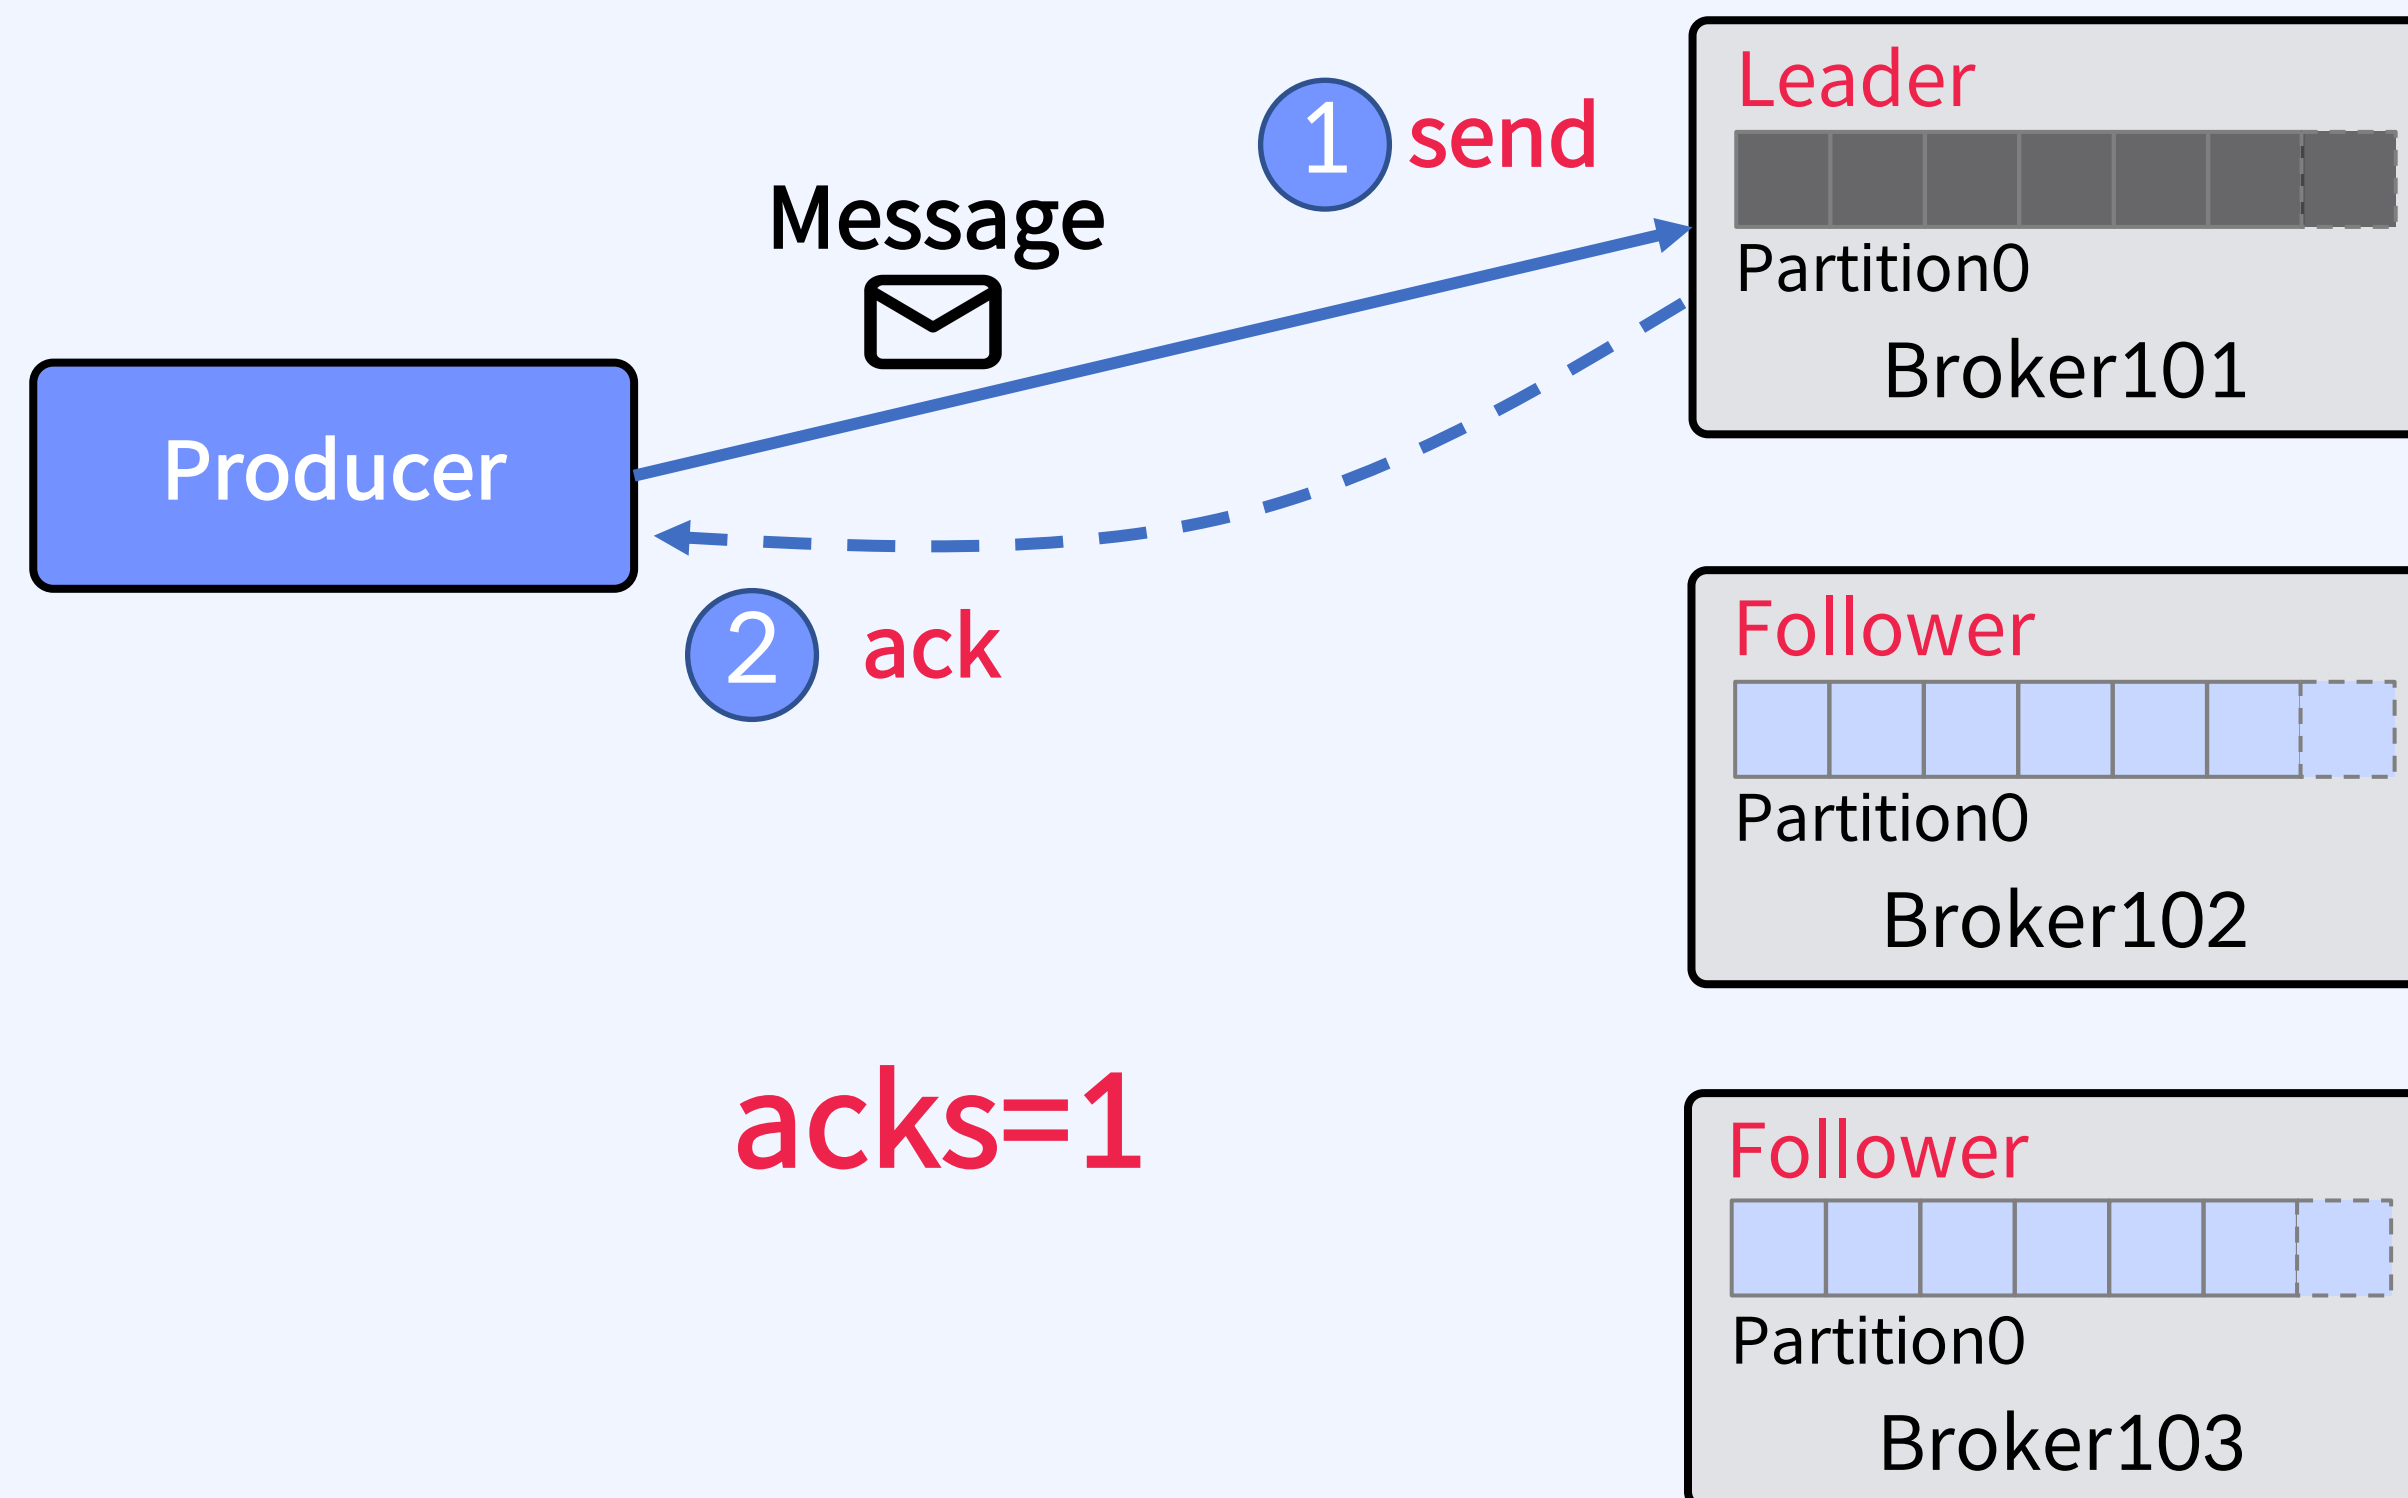 Leader
1
send
Message
Partition0
Broker101
Producer
2
ack
Follower
Partition0
Broker102
acks=1
Follower
Partition0
Broker103